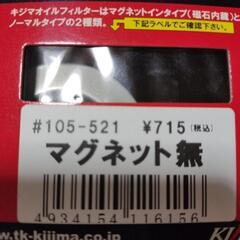 キジマオイルフィルターはマグネットインタイプ(磁石内蔵)と
ノーマルタイプの2種類。下記ラベルでご確認下さい。
#105-521 ¥715(税込)
マグネット無
4934154 116156
www.tk-kijima.co.jp